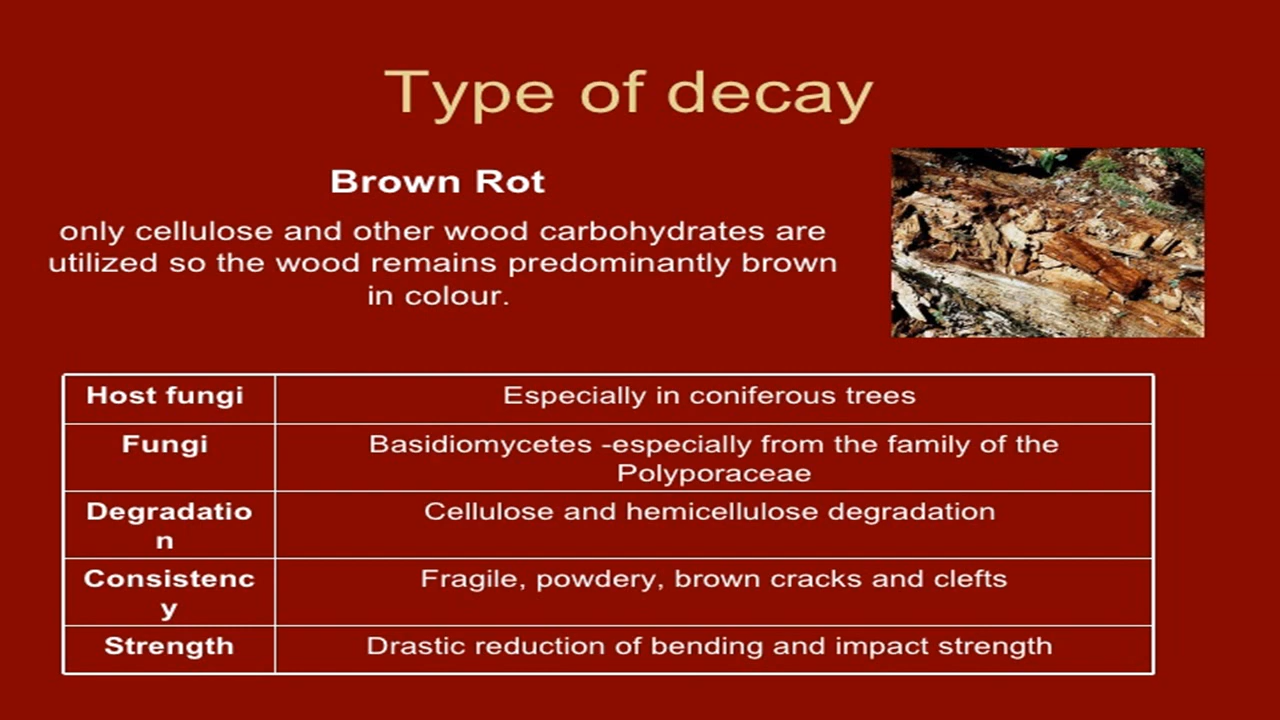 Type of decay
Brown Rot
only cellulose and other wood carbohydrates are
utilized so the wood remains predominantly brown
in colour.
Host fungi Especially in coniferous trees
Fungi Basidiomycetes -especially from the family of the
Polyporaceae
Degradatio Cellulose and hemicellulose degradation
n
Consistenc Fragile, powdery, brown cracks and clefts
y
Strength Drastic reduction of bending and impact strength